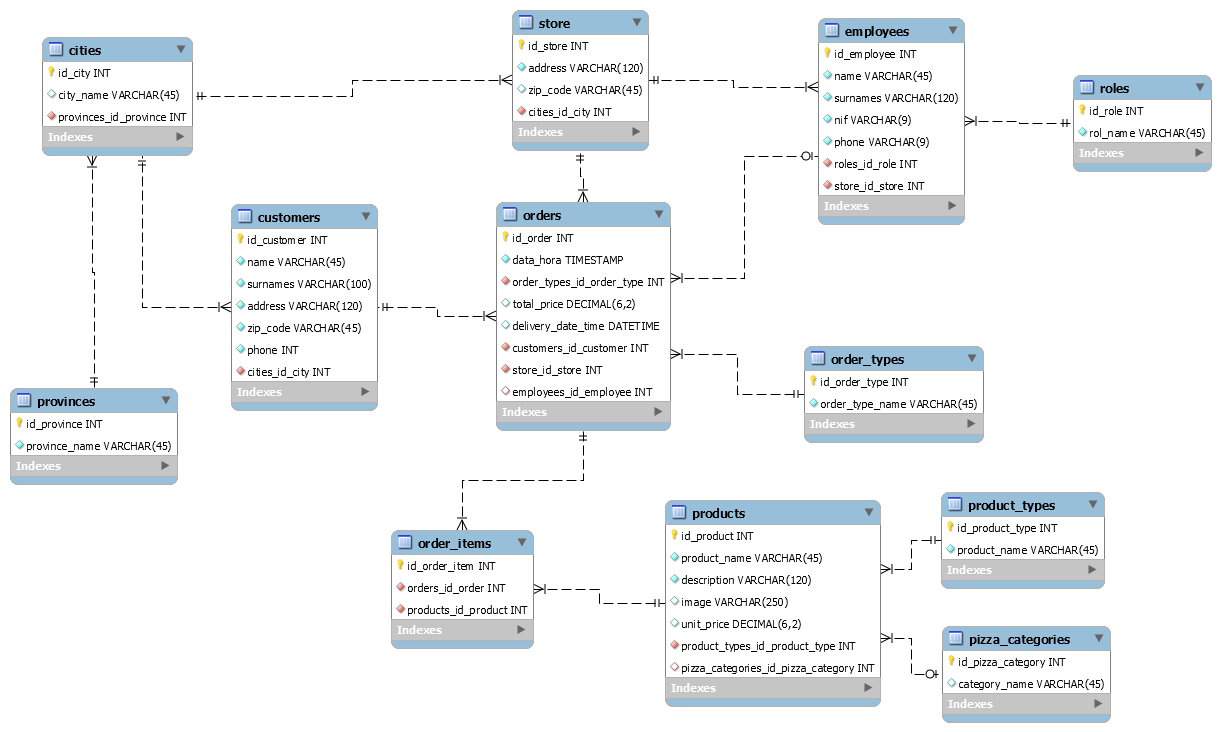 cities
id_city INT
city_name VARCHAR(45)
provinces_id_province INT
Indexes
store
id_store INT
address VARCHAR(120)
zip_code VARCHAR(45)
cities_id_city INT
Indexes
employees
id_employee INT
name VARCHAR(45)
surnames VARCHAR(120)
nif VARCHAR(9)
phone VARCHAR(9)
roles_id_role INT
store_id_store INT
Indexes
roles
id_role INT
rol_name VARCHAR(45)
Indexes
customers
id_customer INT
name VARCHAR(45)
surnames VARCHAR(100)
address VARCHAR(120)
zip_code VARCHAR(45)
phone INT
cities_id_city INT
Indexes
orders
id_order INT
data_hora TIMESTAMP
order_types_id_order_type INT
total_price DECIMAL(6,2)
delivery_date_time DATETIME
customers_id_customer INT
store_id_store INT
employees_id_employee INT
Indexes
order_types
id_order_type INT
order_type_name VARCHAR(45)
Indexes
provinces
id_province INT
province_name VARCHAR(45)
Indexes
order_items
id_order_item INT
orders_id_order INT
products_id_product INT
Indexes
products
id_product INT
product_name VARCHAR(45)
description VARCHAR(120)
image VARCHAR(250)
unit_price DECIMAL(6,2)
product_types_id_product_type INT
pizza_categories_id_pizza_category INT
Indexes
product_types
id_product_type INT
product_name VARCHAR(45)
Indexes
pizza_categories
id_pizza_category INT
category_name VARCHAR(45)
Indexes